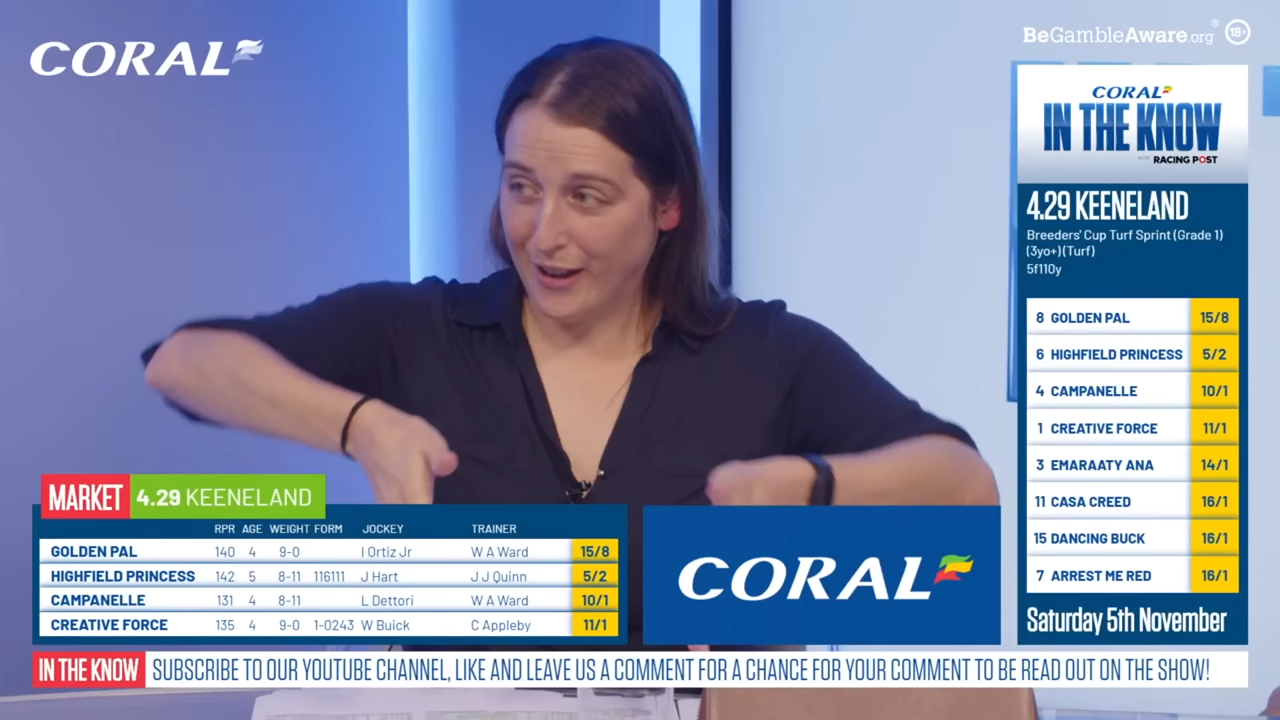 CORAL
BeGambleAware.org® 18+
CORAL
IN THE KNOW
WITH RACING POST
4.29 KEENELAND
Breeders' Cup Turf Sprint (Grade 1)
(3yo+) (Turf)
5f110y
8 GOLDEN PAL 15/8
6 HIGHFIELD PRINCESS 5/2
4 CAMPANELLE 10/1
1 CREATIVE FORCE 11/1
3 EMARAATY ANA 14/1
11 CASA CREED 16/1
15 DANCING BUCK 16/1
7 ARREST ME RED 16/1
Saturday 5th November
MARKET 4.29 KEENELAND
RPR AGE WEIGHT FORM JOCKEY TRAINER
GOLDEN PAL 140 4 9-0 I Ortiz Jr W A Ward 15/8
HIGHFIELD PRINCESS 142 5 8-11 116111 J Hart J J Quinn 5/2
CAMPANELLE 131 4 8-11 L Dettori W A Ward 10/1
CREATIVE FORCE 135 4 9-0 1-0243 W Buick C Appleby 11/1
CORAL
IN THE KNOW SUBSCRIBE TO OUR YOUTUBE CHANNEL, LIKE AND LEAVE US A COMMENT FOR A CHANCE FOR YOUR COMMENT TO BE READ OUT ON THE SHOW!